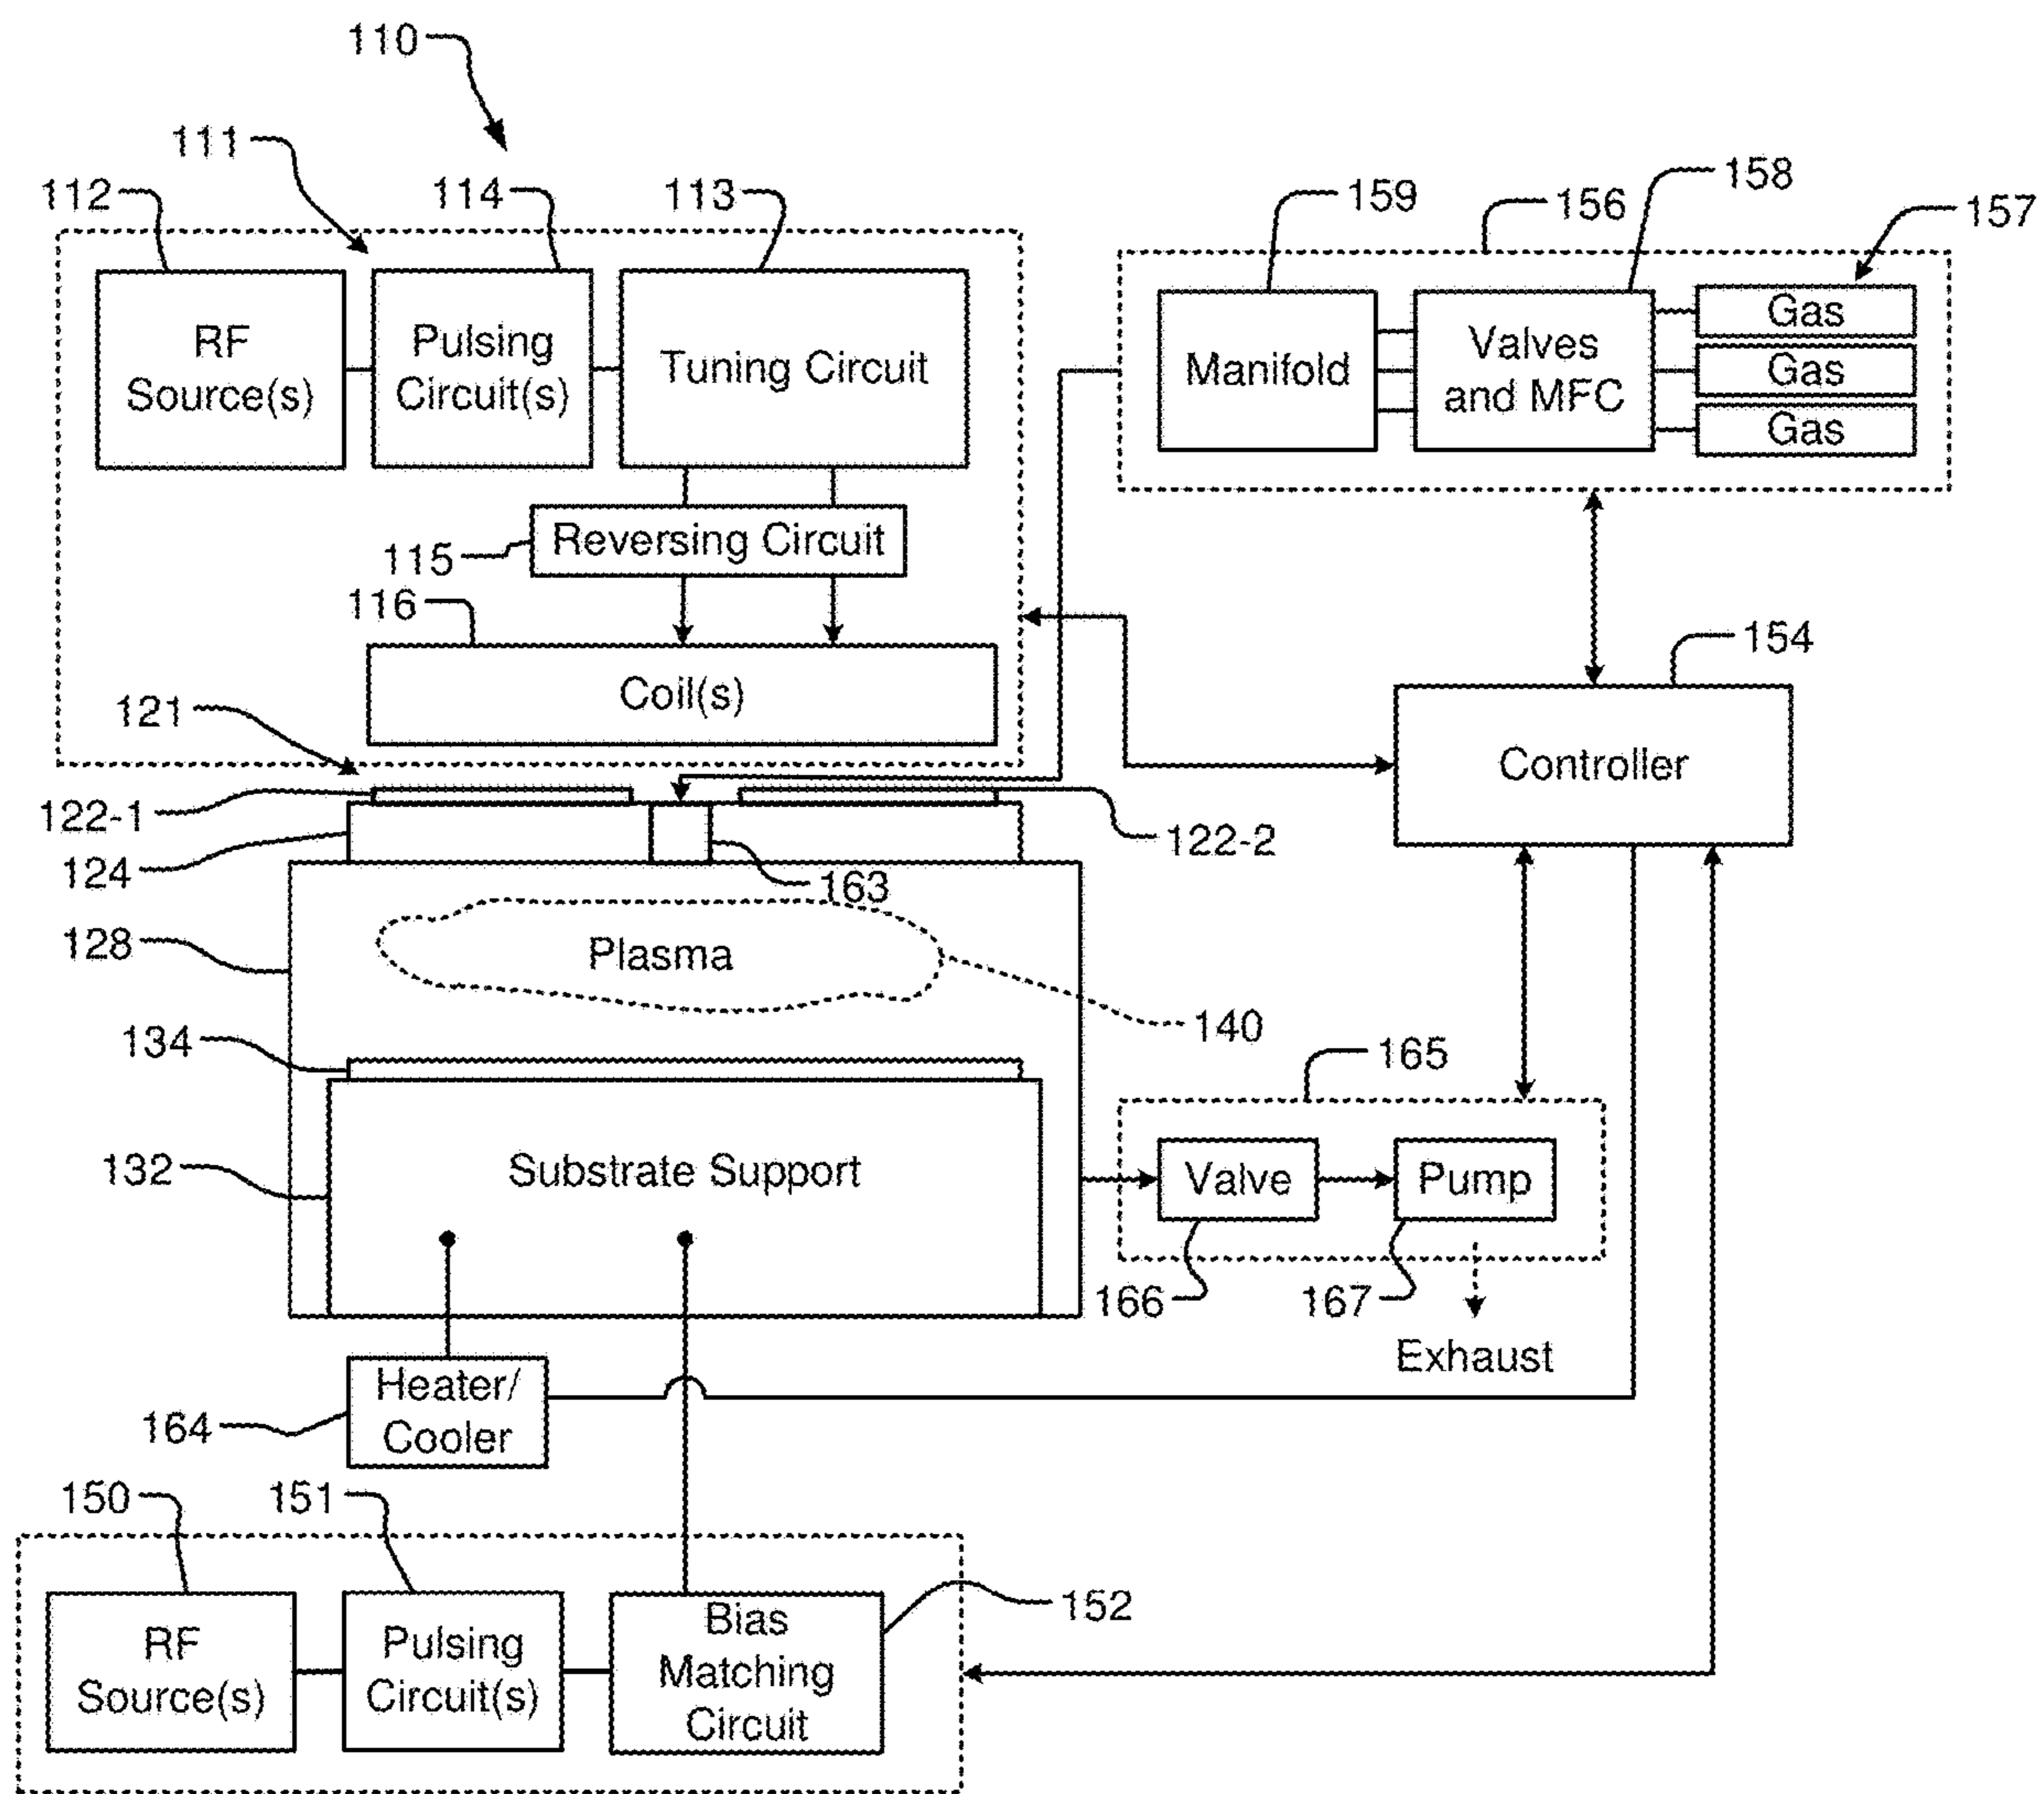 110
111
112
114
113
159
156
158
157
RF
Source(s)
Pulsing
Circuit(s)
Tuning Circuit
Manifold
Valves
and MFC
Gas
Gas
Gas
115
Reversing Circuit
116
Coil(s)
154
Controller
121
122-1
122-2
124
163
128
Plasma
140
134
165
132
Substrate Support
Valve
Pump
166
167
Exhaust
164
Heater/
Cooler
150
151
152
RF
Source(s)
Pulsing
Circuit(s)
Bias
Matching
Circuit